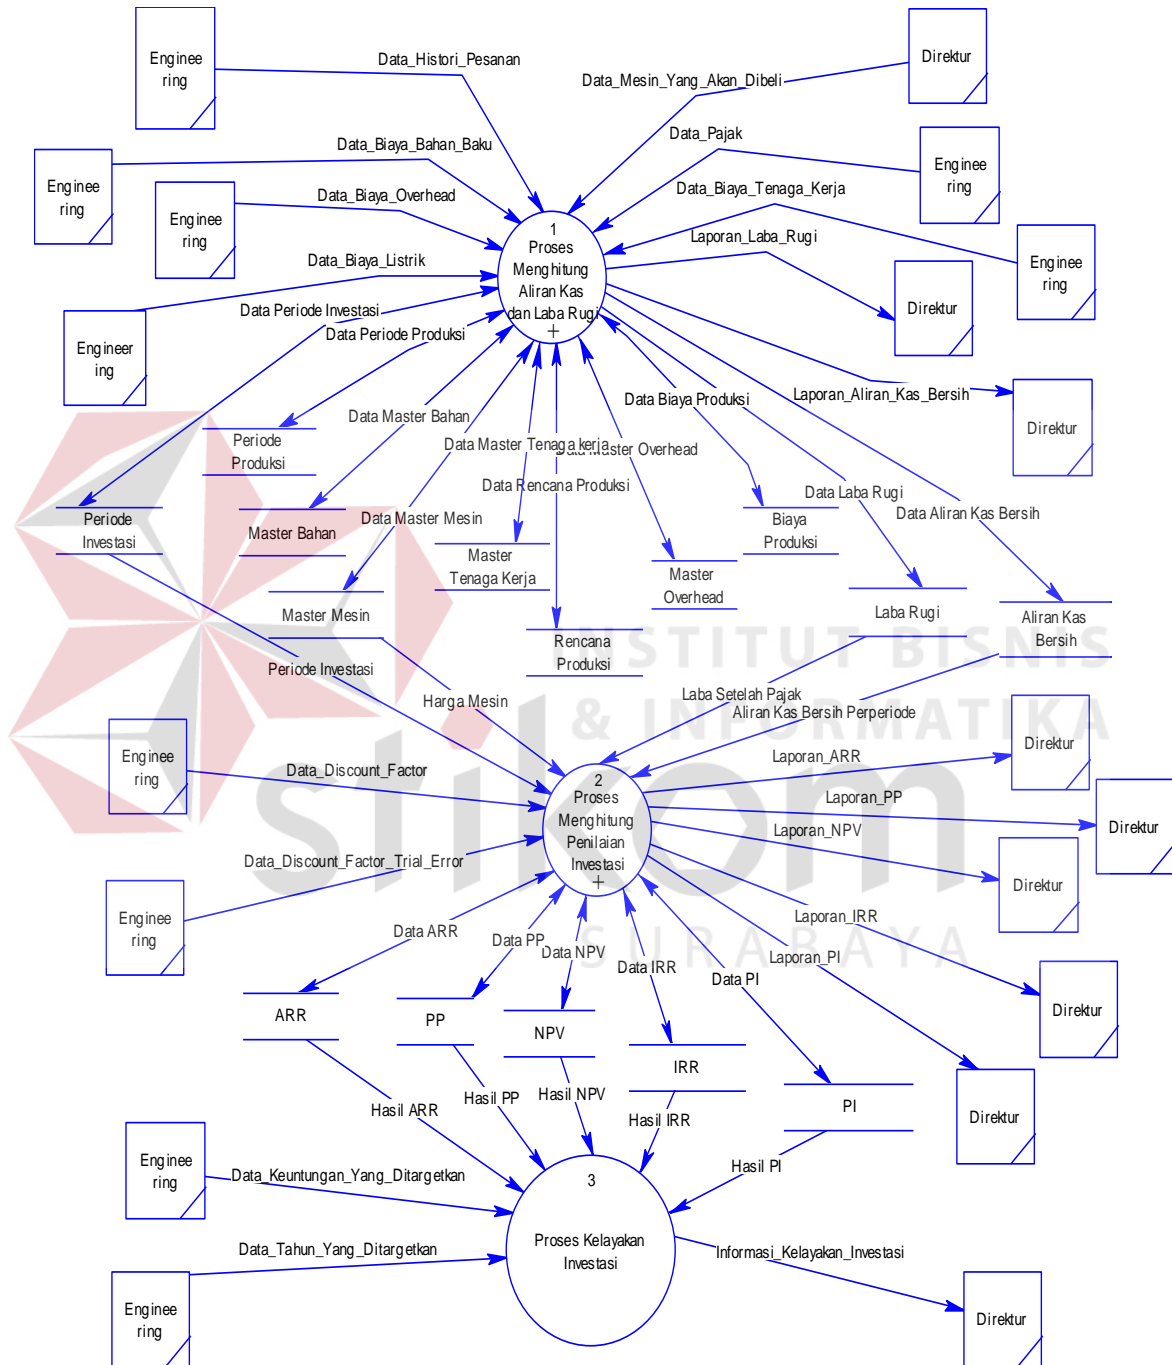 Enginee
ring
Data_Histori_Pesanan
Direktur
Data_Mesin_Yang_Akan_Dibeli
Data_Pajak
Data_Biaya_Bahan_Baku
Enginee
ring
Enginee
ring
Data_Biaya_Overhead
Data_Biaya_Tenaga_Kerja
Enginee
ring
1
Proses
Menghitung
Aliran Kas
dan Laba Rugi
+
Laporan_Laba_Rugi
Enginee
ring
Data_Biaya_Listrik
Direktur
Data Periode Investasi
Engineer
ing
Data Periode Produksi
Laporan_Aliran_Kas_Bersih
Direktur
Data Master Bahan
Data Biaya Produksi
Periode
Produksi
Data Master Tenaga kerja
Data Master Overhead
Data Rencana Produksi
Data Laba Rugi
Data Aliran Kas Bersih
Periode
Investasi
Master Bahan
Data Master Mesin
Biaya
Produksi
Master
Tenaga Kerja
Master
Overhead
Master Mesin
Laba Rugi
Aliran Kas
Bersih
Rencana
Produksi
INSTITUT BISNIS
& INFORMATIKA
stikom
SURABAYA
Periode Investasi
Harga Mesin
Laba Setelah Pajak
Aliran Kas Bersih Perperiode
Enginee
ring
Data_Discount_Factor
2
Proses
Menghitung
Penilaian
Investasi
+
Laporan_ARR
Direktur
Laporan_PP
Direktur
Laporan_NPV
Direktur
Data_Discount_Factor_Trial_Error
Enginee
ring
Laporan_IRR
Direktur
Laporan_PI
Direktur
Data ARR
Data PP
Data NPV
Data IRR
Data PI
ARR
PP
NPV
IRR
PI
Hasil ARR
Hasil PP
Hasil NPV
Hasil IRR
Hasil PI
Enginee
ring
Data_Keuntungan_Yang_Ditargetkan
3
Proses Kelayakan
Investasi
Data_Tahun_Yang_Ditargetkan
Enginee
ring
Informasi_Kelayakan_Investasi
Direktur